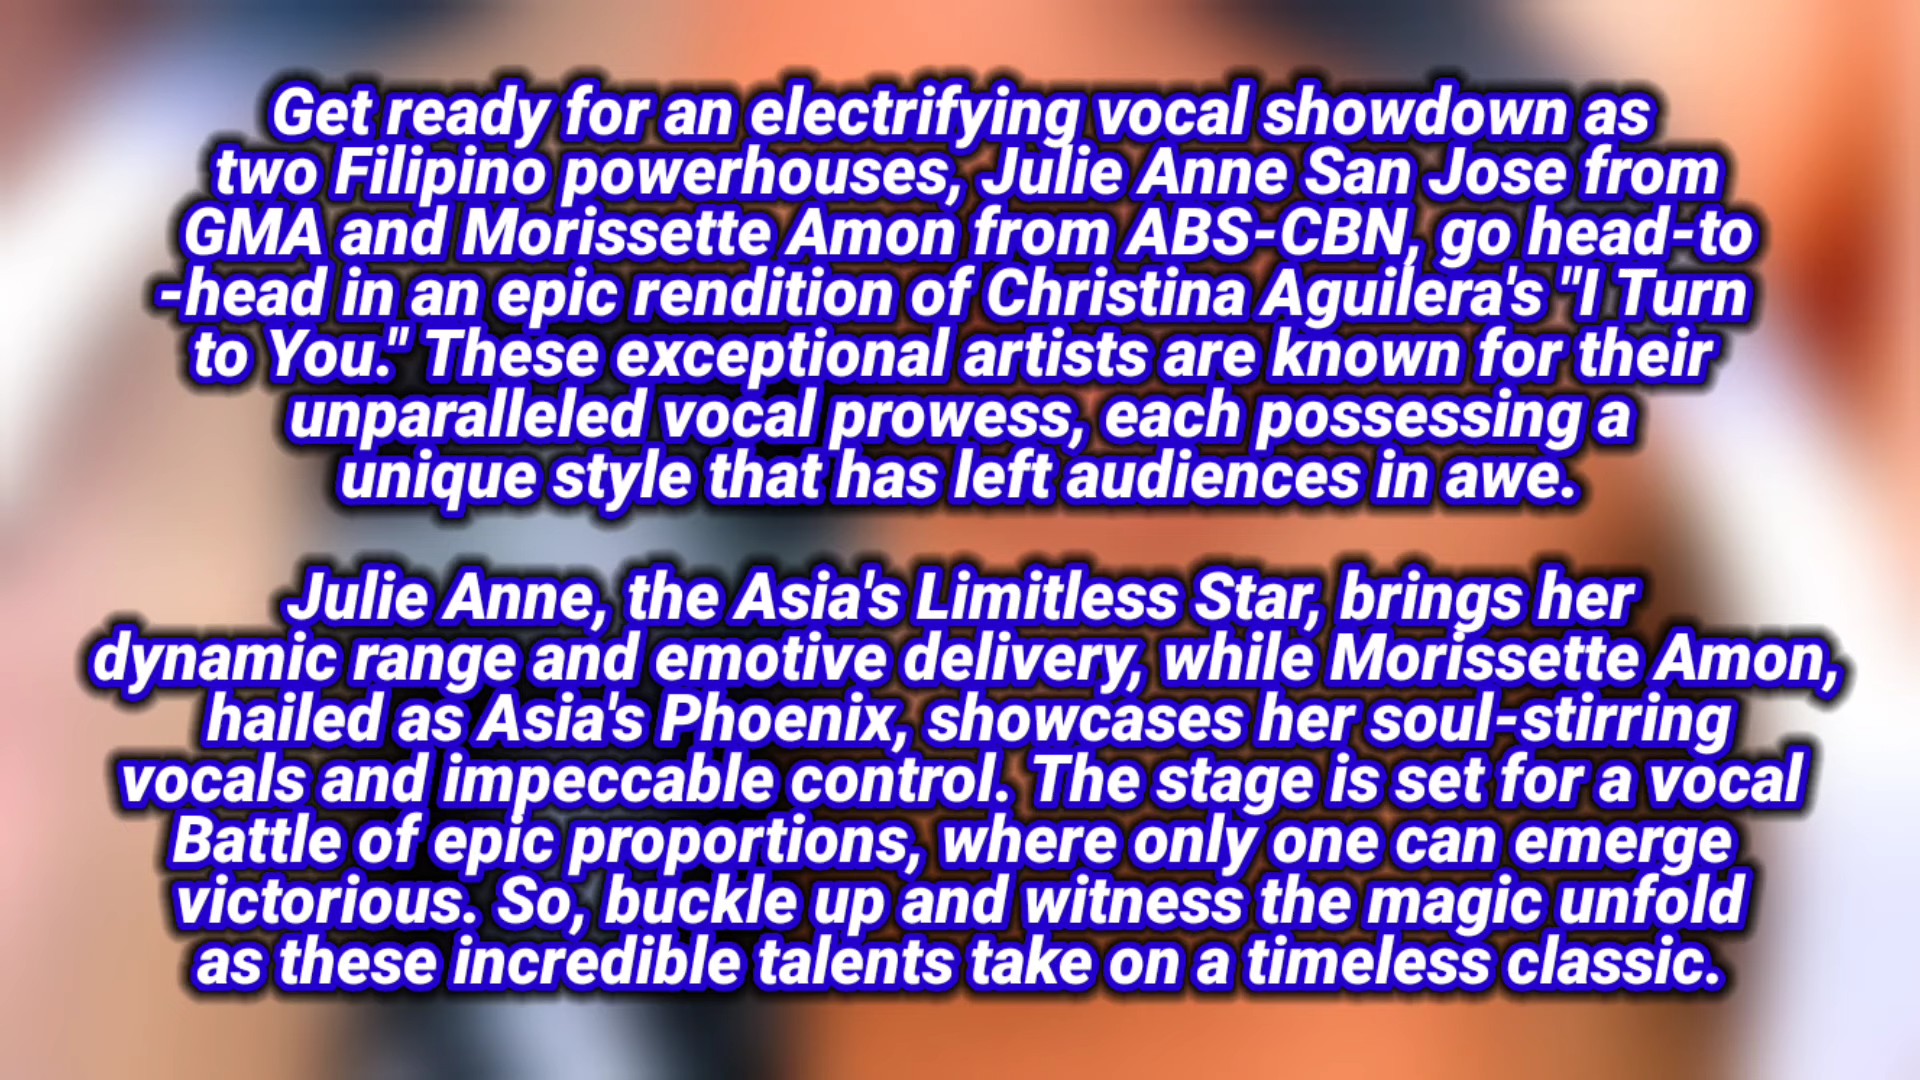 Get ready for an electrifying vocal showdown as
two Filipino powerhouses, Julie Anne San Jose from
GMA and Morissette Amon from ABS-CBN, go head-to
-head in an epic rendition of Christina Aguilera's "I Turn
to You." These exceptional artists are known for their
unparalleled vocal prowess, each possessing a
unique style that has left audiences in awe.
Julie Anne, the Asia's Limitless Star, brings her
dynamic range and emotive delivery, while Morissette Amon,
hailed as Asia's Phoenix, showcases her soul-stirring
vocals and impeccable control. The stage is set for a vocal
Battle of epic proportions, where only one can emerge
victorious. So, buckle up and witness the magic unfold
as these incredible talents take on a timeless classic.